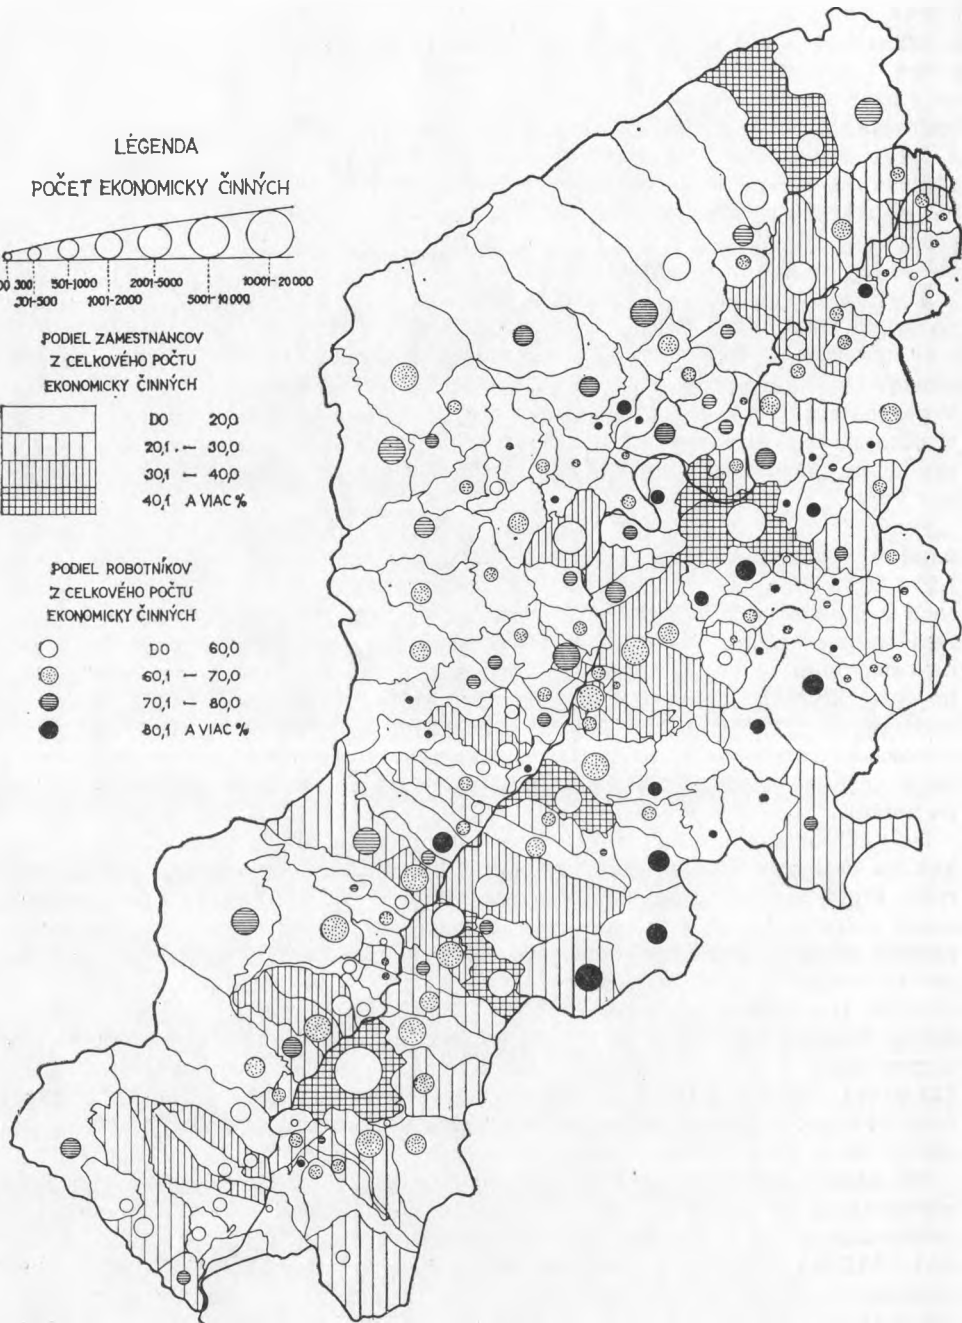 LÉGENDA
POČET EKONOMICKY ČINNÝCH
300 501-1000 2001-5000 10001-20 000
301-500 1001-2000 5001-10 000
PODIEL ZAMESTNANCOV
Z CELKOVÉHO POČTU
EKONOMICKY ČINNÝCH
DO 20,0
20,1 - 30,0
30,1 - 40,0
40,1 A VIAC %
PODIEL ROBOTNÍKOV
Z CELKOVÉHO POČTU
EKONOMICKY ČINNÝCH
DO 60,0
60,1 - 70,0
70,1 - 80,0
80,1 A VIAC %